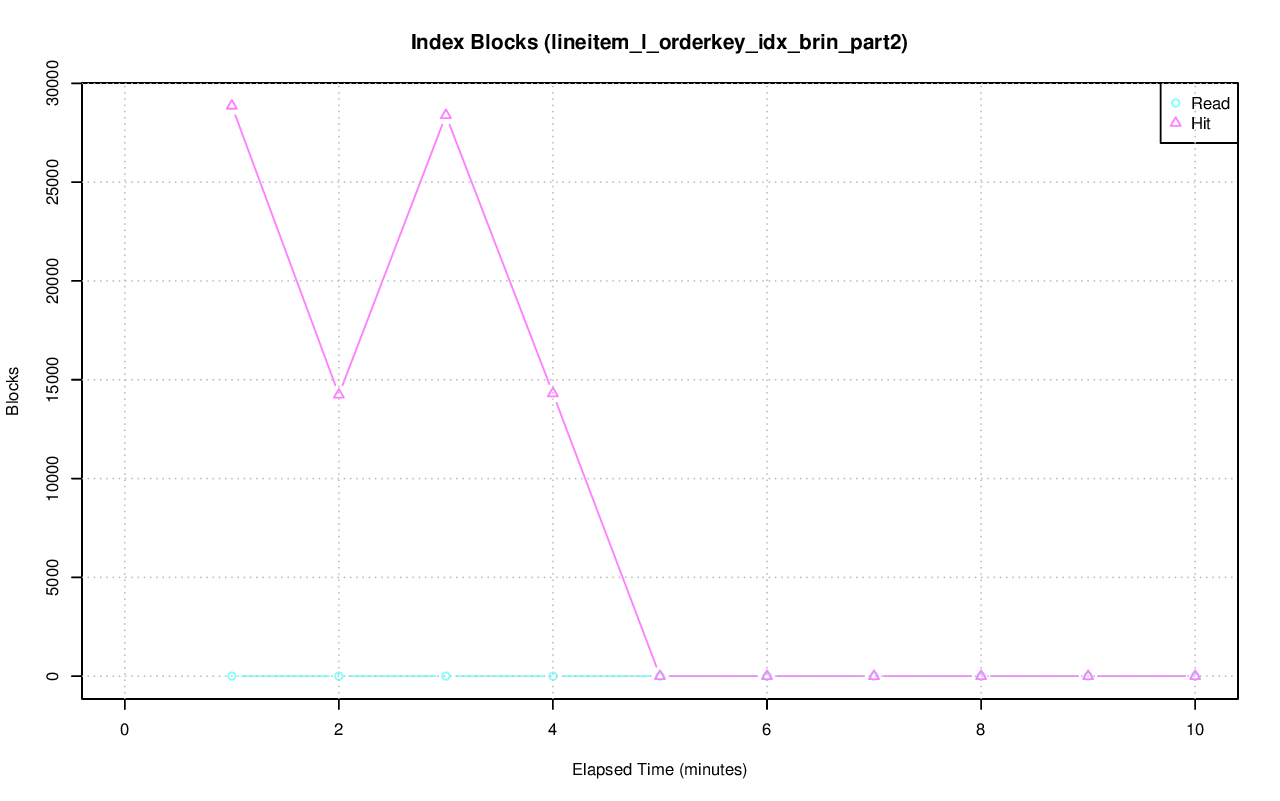 Index Blocks (lineitem_l_orderkey_idx_brin_part2)
Read
Hit
30000
25000
20000
15000
10000
5000
0
Blocks
0 2 4 6 8 10
Elapsed Time (minutes)